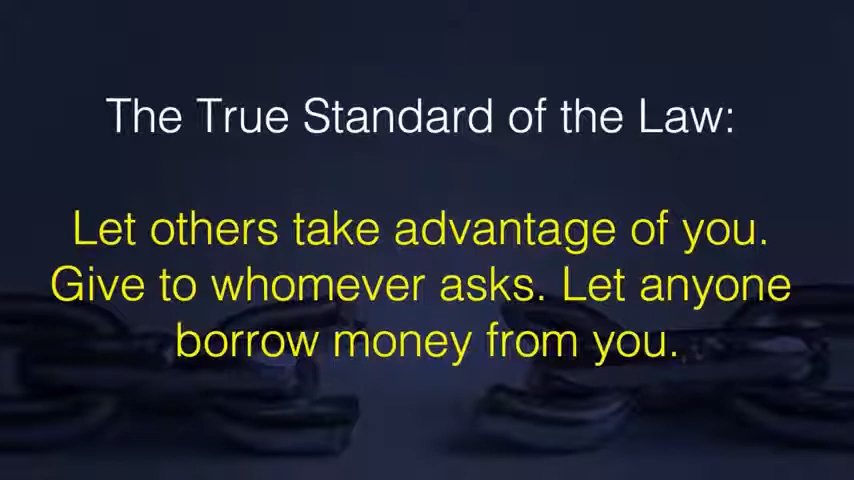 The True Standard of the Law:
Let others take advantage of you.
Give to whomever asks. Let anyone
borrow money from you.